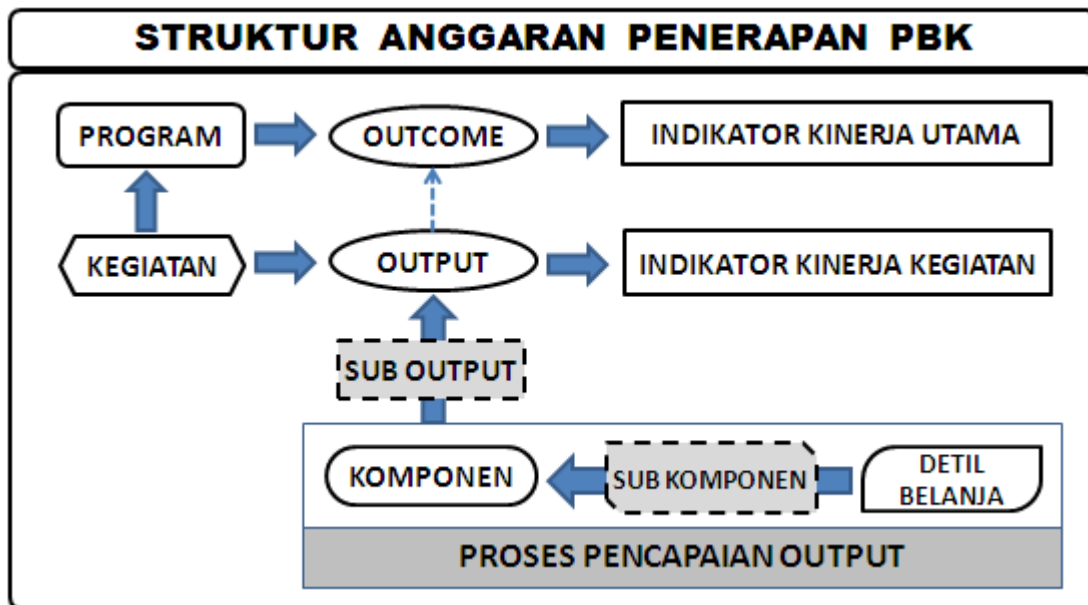 STRUKTUR ANGGARAN PENERAPAN PBK
PROGRAM
OUTCOME
INDIKATOR KINERJA UTAMA
KEGIATAN
OUTPUT
INDIKATOR KINERJA KEGIATAN
SUB OUTPUT
KOMPONEN
SUB KOMPONEN
DETIL
BELANJA
PROSES PENCAPAIAN OUTPUT